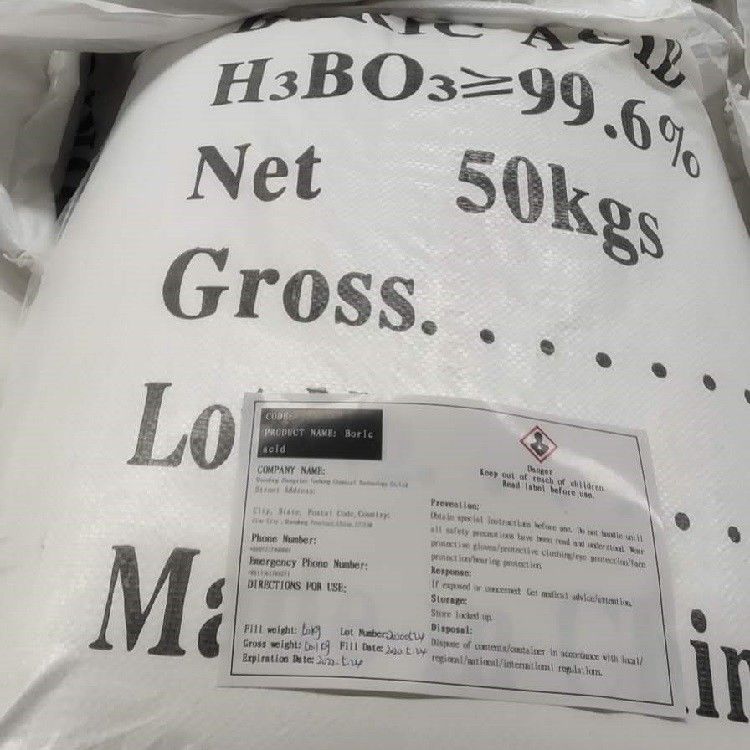 BORIC ACID
H3BO3≥99.6%
Net 50kgs
Gross.......
Lot
Ma in
CODE:
PRODUCT NAME: Boric
acid
COMPANY NAME:
Street Address:
City, State, Postal Code, Country:
Phone Number:
Emergency Phone Number:
DIRECTIONS FOR USE:
Fill weight: Lot Number:
Gross weight: Fill Date:
Expiration Date:
Danger
Keep out of reach of children.
Read label before use.
Prevention:
Obtain special instructions before use. Do not handle until
all safety precautions have been read and understood. Wear
protective gloves/protective clothing/eye protection/face
protection/hearing protection.
Response:
If exposed or concerned: Get medical advice/attention.
Storage:
Store locked up.
Disposal:
Dispose of contents/container in accordance with local/
regional/national/international regulations.